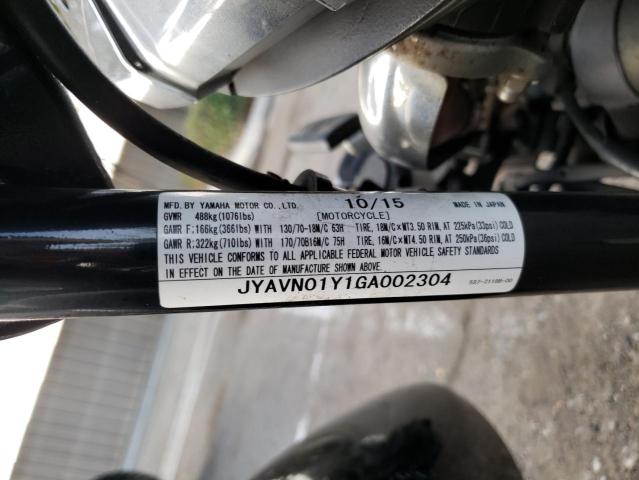 MFD. BY YAMAHA MOTOR CO.,LTD. 10/15 MADE IN JAPAN
GVWR 488kg(1076lbs) [MOTORCYCLE]
GAWR F:166kg(366lbs)WITH 130/70-18M/C 63H TIRE, 18M/C×MT3.50 RIM, AT 225kPa(33psi)COLD
GAWR R:322kg(710lbs)WITH 170/70B16M/C 75H TIRE, 16M/C×MT4.50 RIM, AT 250kPa(36psi)COLD
THIS VEHICLE CONFORMS TO ALL APPLICABLE FEDERAL MOTOR VEHICLE SAFETY STANDARDS
IN EFFECT ON THE DATE OF MANUFACTURE SHOWN ABOVE.
JYAVN01Y1GA002304